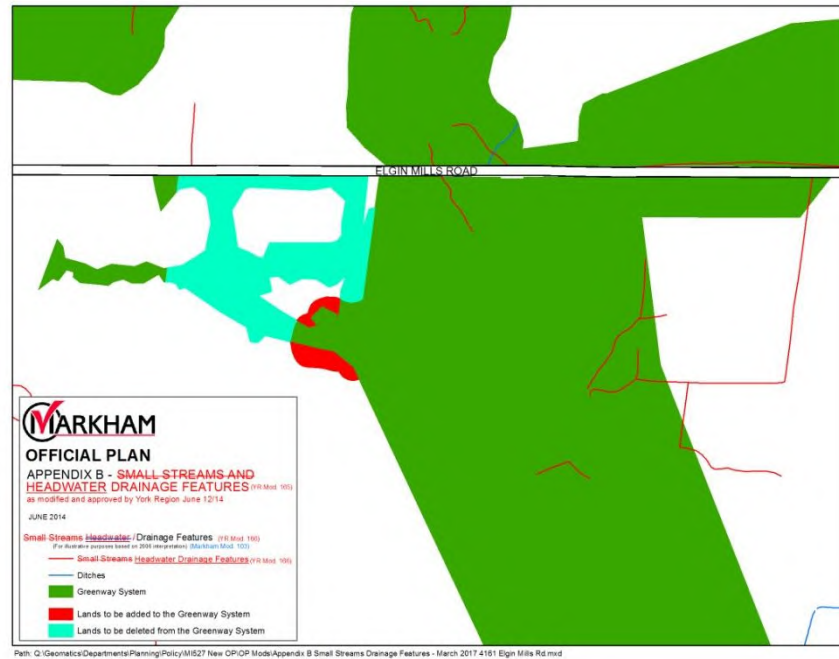 ELGIN MILLS ROAD
MARKHAM
OFFICIAL PLAN
APPENDIX B - SMALL STREAMS AND
HEADWATER DRAINAGE FEATURES (YR Mod. 165)
as modified and approved by York Region June 12/14
JUNE 2014
Small Streams Headwater / Drainage Features (YR Mod. 166)
(For illustrative purposes based on 2005 interpretation) (Markham Mod. 103)
Small Streams Headwater Drainage Features (YR Mod. 166)
Ditches
Greenway System
Lands to be added to the Greenway System
Lands to be deleted from the Greenway System
Path: Q:\Geomatics\Departments\Planning\Policy\MI527 New OP\OP Mods\Appendix B Small Streams Drainage Features - March 2017 4161 Elgin Mills Rd.mxd